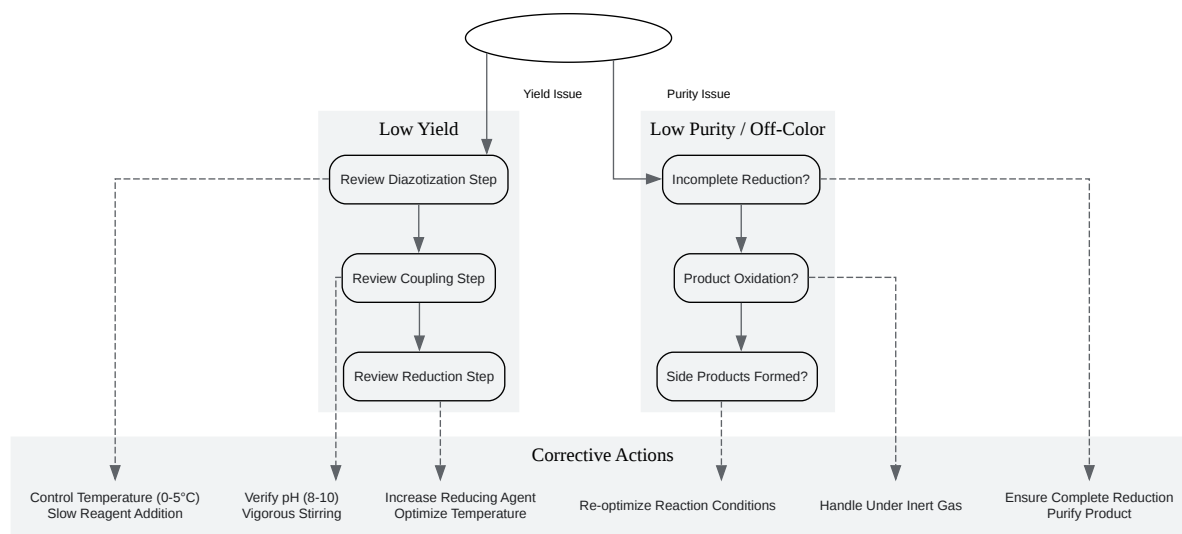 Yield Issue
Purity Issue
Low Yield
Low Purity / Off-Color
Review Diazotization Step
Incomplete Reduction?
Review Coupling Step
Product Oxidation?
Review Reduction Step
Side Products Formed?
Corrective Actions
Control Temperature (0-5°C)
Slow Reagent Addition
Verify pH (8-10)
Vigorous Stirring
Increase Reducing Agent
Optimize Temperature
Re-optimize Reaction Conditions
Handle Under Inert Gas
Ensure Complete Reduction
Purify Product